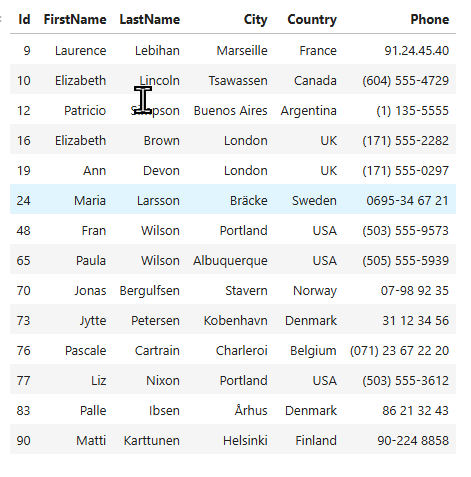 Id FirstName LastName City Country Phone
9 Laurence Lebihan Marseille France 91.24.45.40
10 Elizabeth Lincoln Tsawassen Canada (604) 555-4729
12 Patricio Buenos Aires Argentina (1) 135-5555
16 Elizabeth Brown London UK (171) 555-2282
19 Ann Devon London UK (171) 555-0297
24 Maria Larsson Bräcke Sweden 0695-34 67 21
48 Fran Wilson Portland USA (503) 555-9573
65 Paula Wilson Albuquerque USA (505) 555-5939
70 Jonas Bergulfsen Stavern Norway 07-98 92 35
73 Jytte Petersen Kobenhavn Denmark 31 12 34 56
76 Pascale Cartrain Charleroi Belgium (071) 23 67 22 20
77 Liz Nixon Portland USA (503) 555-3612
83 Palle Ibsen Århus Denmark 86 21 32 43
90 Matti Karttunen Helsinki Finland 90-224 8858